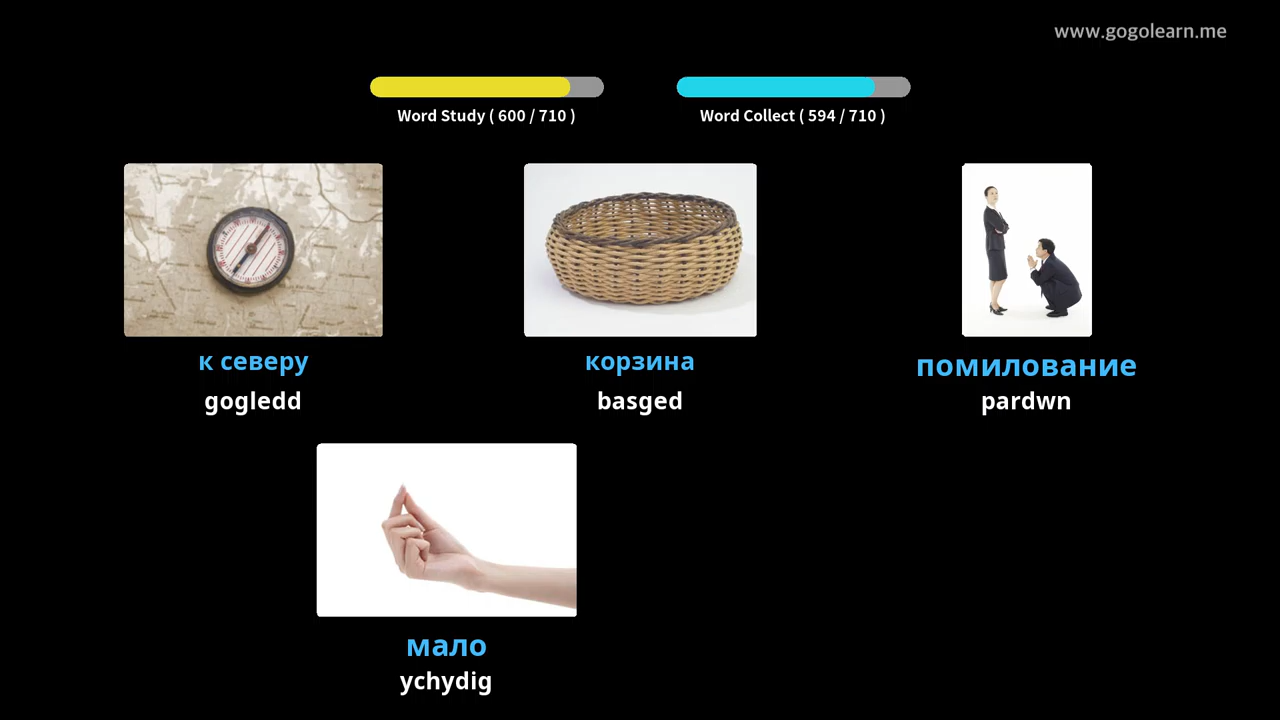 www.gogolearn.me
Word Study ( 600 / 710 )
Word Collect ( 594 / 710 )
к северу
gogledd
корзина
basged
помилование
pardwn
мало
ychydig